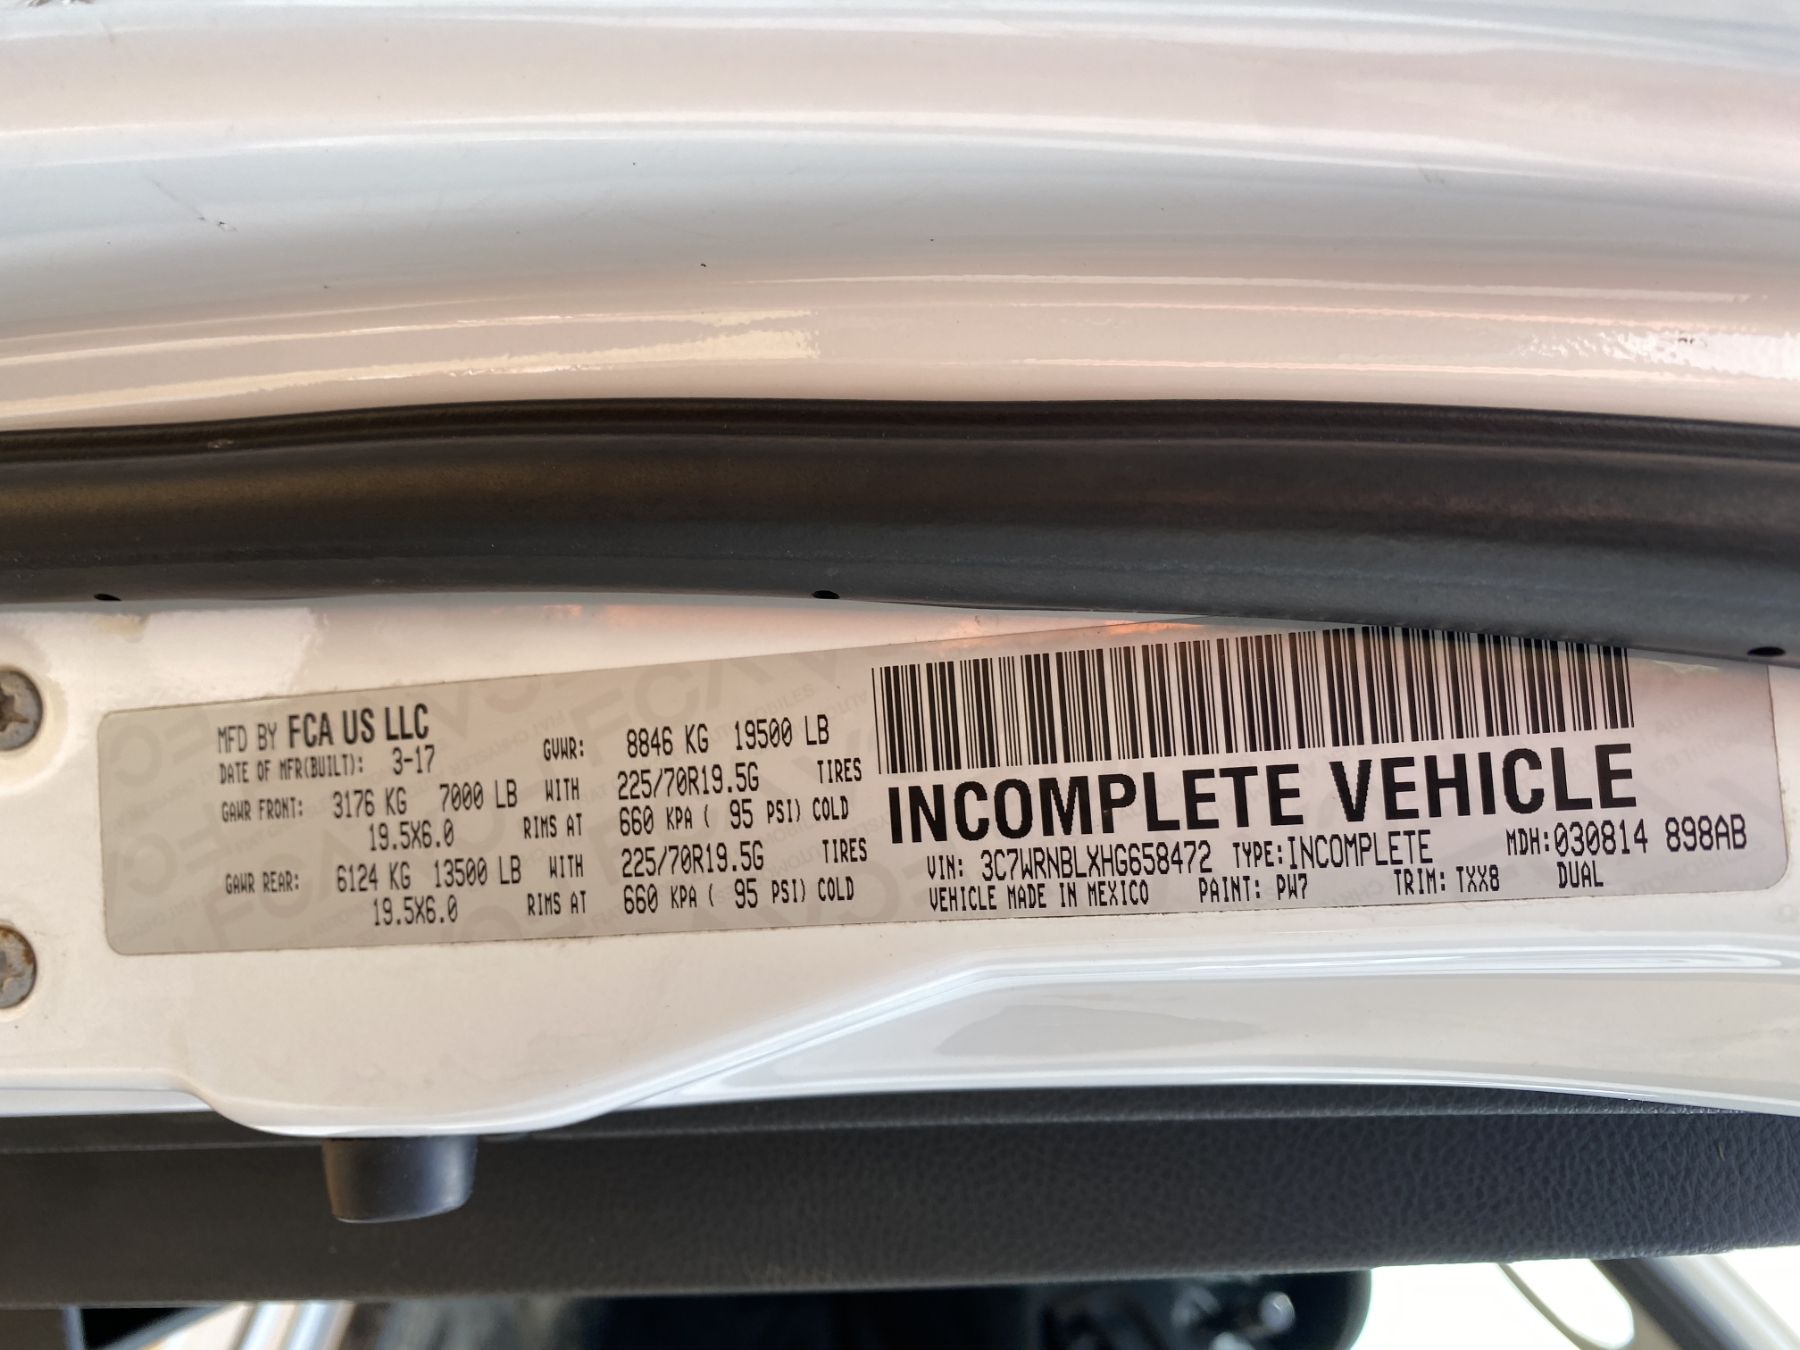 MFD BY FCA US LLC
DATE OF MFR(BUILT): 3-17 GVWR: 8846 KG 19500 LB
GAWR FRONT: 3176 KG 7000 LB WITH 225/70R19.5G TIRES
19.5X6.0 RIMS AT 660 KPA ( 95 PSI) COLD
GAWR REAR: 6124 KG 13500 LB WITH 225/70R19.5G TIRES
19.5X6.0 RIMS AT 660 KPA ( 95 PSI) COLD
INCOMPLETE VEHICLE
VIN: 3C7WRNBLXHG658472 TYPE:INCOMPLETE MDH:030814 898AB
VEHICLE MADE IN MEXICO PAINT: PW7 TRIM: TXX8 DUAL